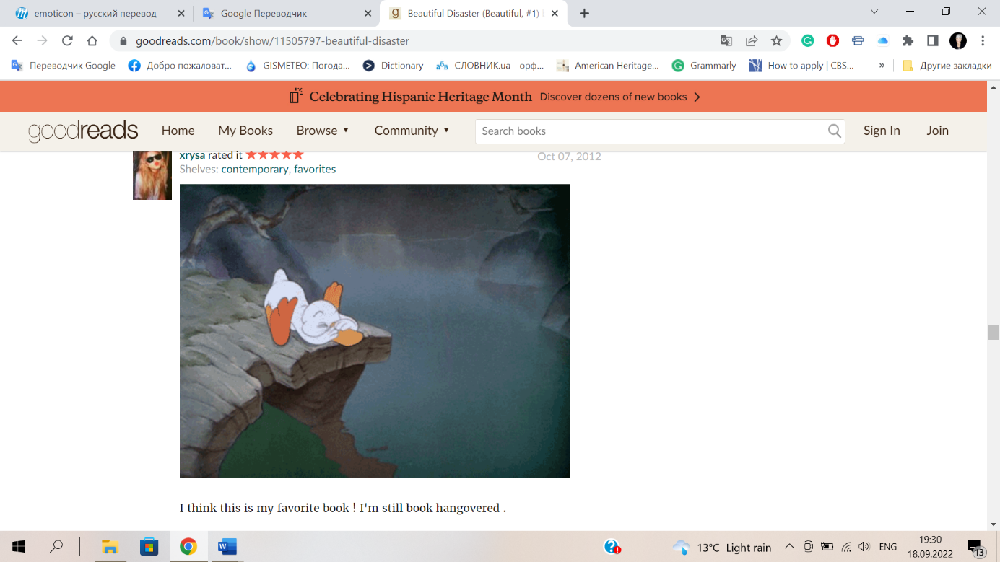 emoticon – русский перевод
Google Переводчик
Beautiful Disaster (Beautiful, #1)
goodreads.com/book/show/11505797-beautiful-disaster
Переводчик Google
Добро пожаловат...
GISMETEO: Погода...
Dictionary
СЛОВНИК.ua - орф...
American Heritage...
Grammarly
How to apply | CBS...
»
Другие закладки
Celebrating Hispanic Heritage Month Discover dozens of new books
goodreads
Home
My Books
Browse
Community
Search books
Sign In
Join
xrysa rated it
Oct 07, 2012
Shelves: contemporary, favorites
I think this is my favorite book ! I'm still book hangovered .
13°C Light rain
ENG
19:30
18.09.2022
13